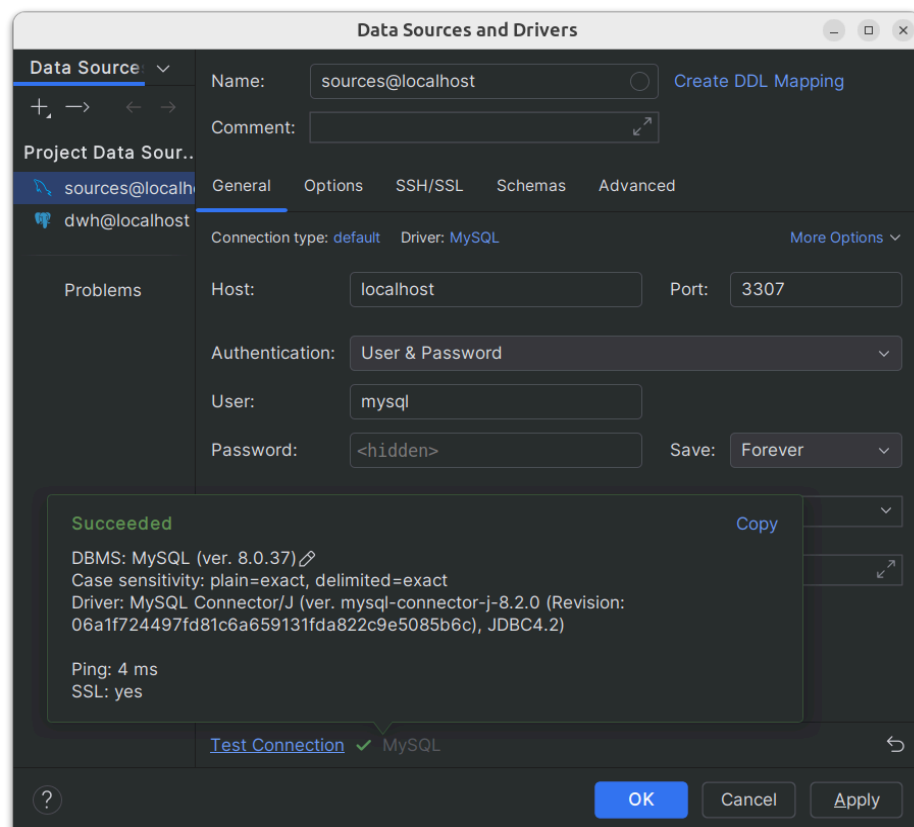 Data Sources and Drivers
Data Source
Project Data Sour..
sources@localh
dwh@localhost
Problems
Name: sources@localhost Create DDL Mapping
Comment:
General Options SSH/SSL Schemas Advanced
Connection type: default Driver: MySQL More Options
Host: localhost Port: 3307
Authentication: User & Password
User: mysql
Password: <hidden> Save: Forever
Succeeded Copy
DBMS: MySQL (ver. 8.0.37)
Case sensitivity: plain=exact, delimited=exact
Driver: MySQL Connector/J (ver. mysql-connector-j-8.2.0 (Revision:
06a1f724497fd81c6a659131fda822c9e5085b6c), JDBC4.2)
Ping: 4 ms
SSL: yes
Test Connection MySQL
? OK Cancel Apply